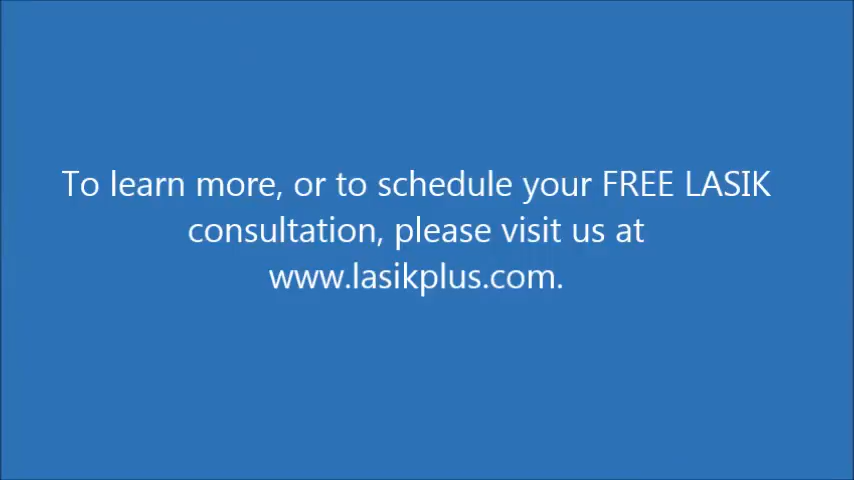 To learn more, or to schedule your FREE LASIK
consultation, please visit us at
www.lasikplus.com.